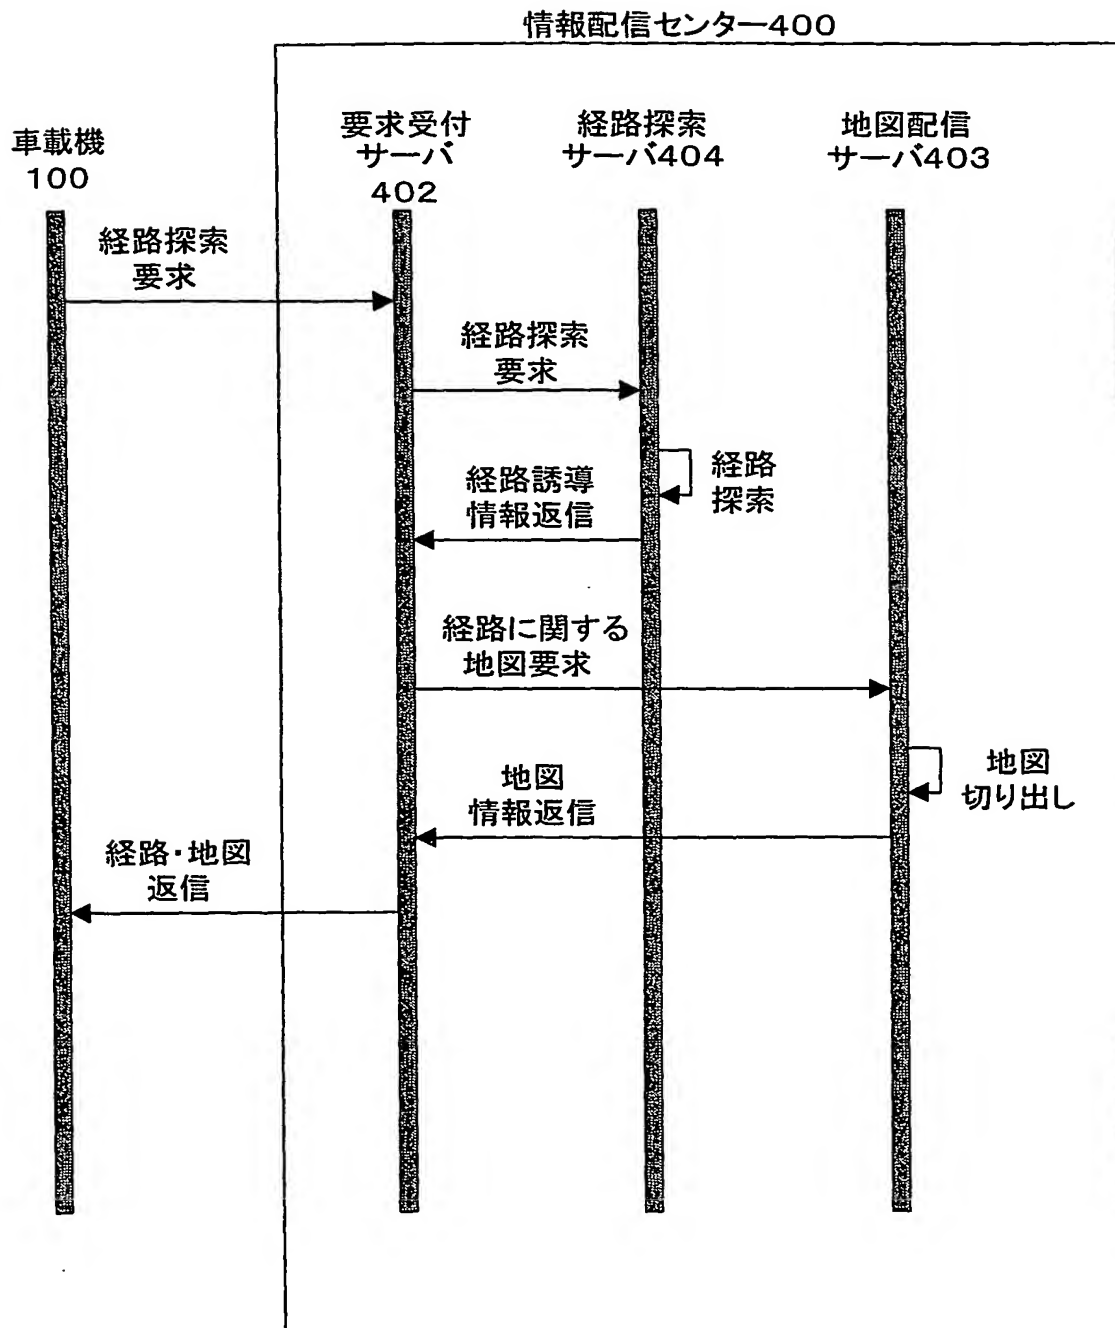 情報配信センター400
車載機
100
要求受付
サーバ
402
経路探索
サーバ404
地図配信
サーバ403
経路探索
要求
経路探索
要求
経路
探索
経路誘導
情報返信
経路に関する
地図要求
地図
切り出し
地図
情報返信
経路・地図
返信